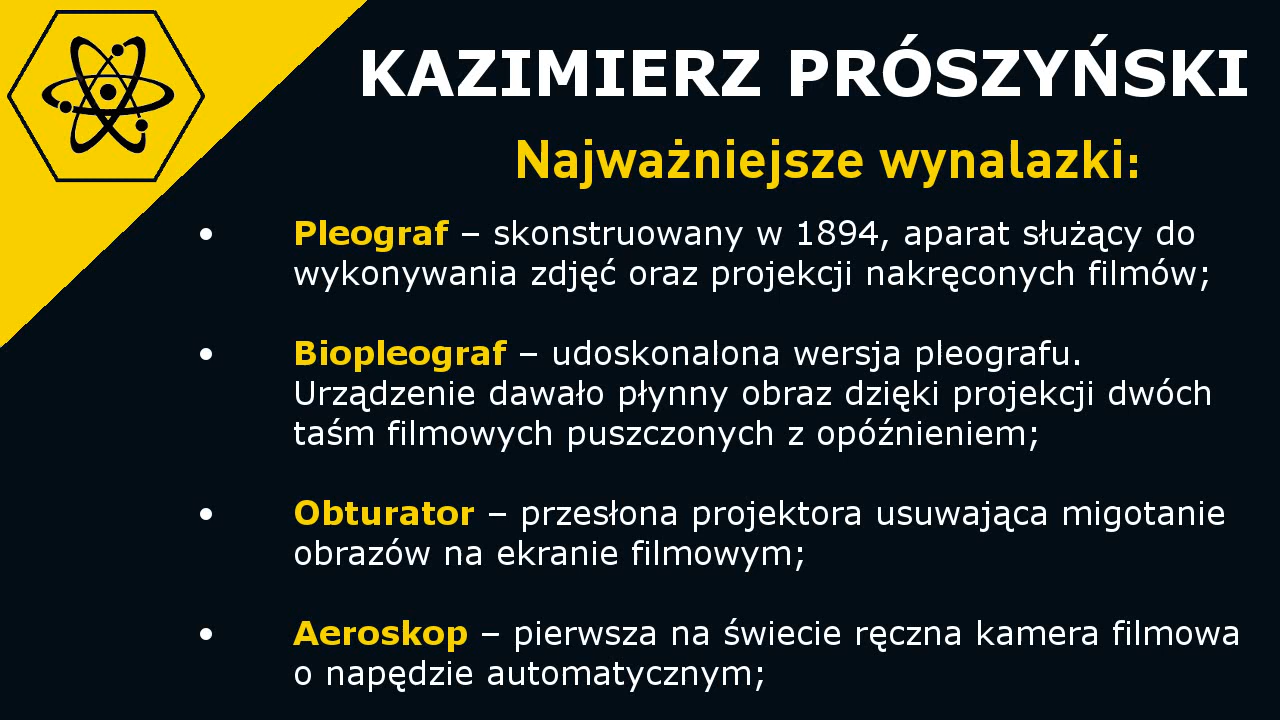 KAZIMIERZ PRÓSZYŃSKI
Najważniejsze wynalazki:
• Pleograf – skonstruowany w 1894, aparat służący do
wykonywania zdjęć oraz projekcji nakręconych filmów;
• Biopleograf – udoskonalona wersja pleografu.
Urządzenie dawało płynny obraz dzięki projekcji dwóch
taśm filmowych puszczonych z opóźnieniem;
• Obturator – przesłona projektora usuwająca migotanie
obrazów na ekranie filmowym;
• Aeroskop – pierwsza na świecie ręczna kamera filmowa
o napędzie automatycznym;